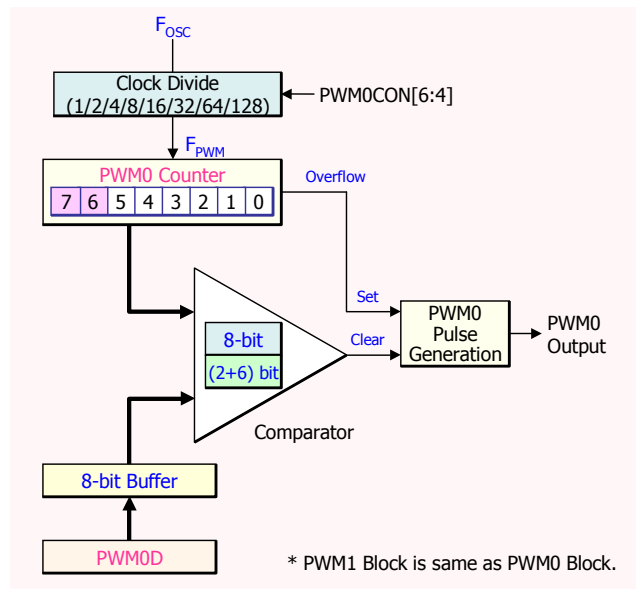 F_OSC
Clock Divide
(1/2/4/8/16/32/64/128)
PWM0CON[6:4]
F_PWM
PWM0 Counter
7 6 5 4 3 2 1 0
Overflow
Set
Clear
PWM0
Pulse
Generation
PWM0
Output
8-bit
(2+6) bit
Comparator
8-bit Buffer
PWM0D
* PWM1 Block is same as PWM0 Block.